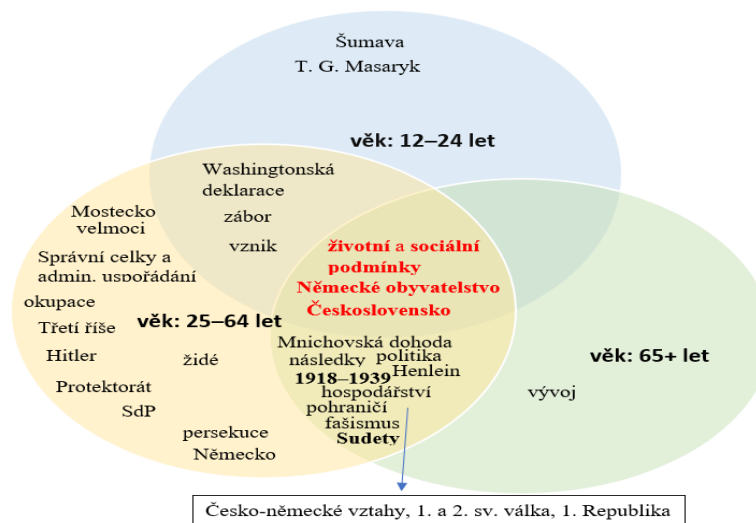 Šumava
T. G. Masaryk
věk: 12–24 let
Washingtonská
deklarace
zábor
vznik
Mostecko
velmoci
Správní celky a
admin. uspořádání
okupace
Třetí říše
věk: 25–64 let
Hitler
židé
Protektorát
SdP
persekuce
Německo
životní a sociální
podmínky
Německé obyvatelstvo
Československo
Mnichovská dohoda
následky politika
Henlein
1918–1939
hospodářství
pohraničí
fašismus
Sudety
věk: 65+ let
vývoj
Česko-německé vztahy, 1. a 2. sv. válka, 1. Republika